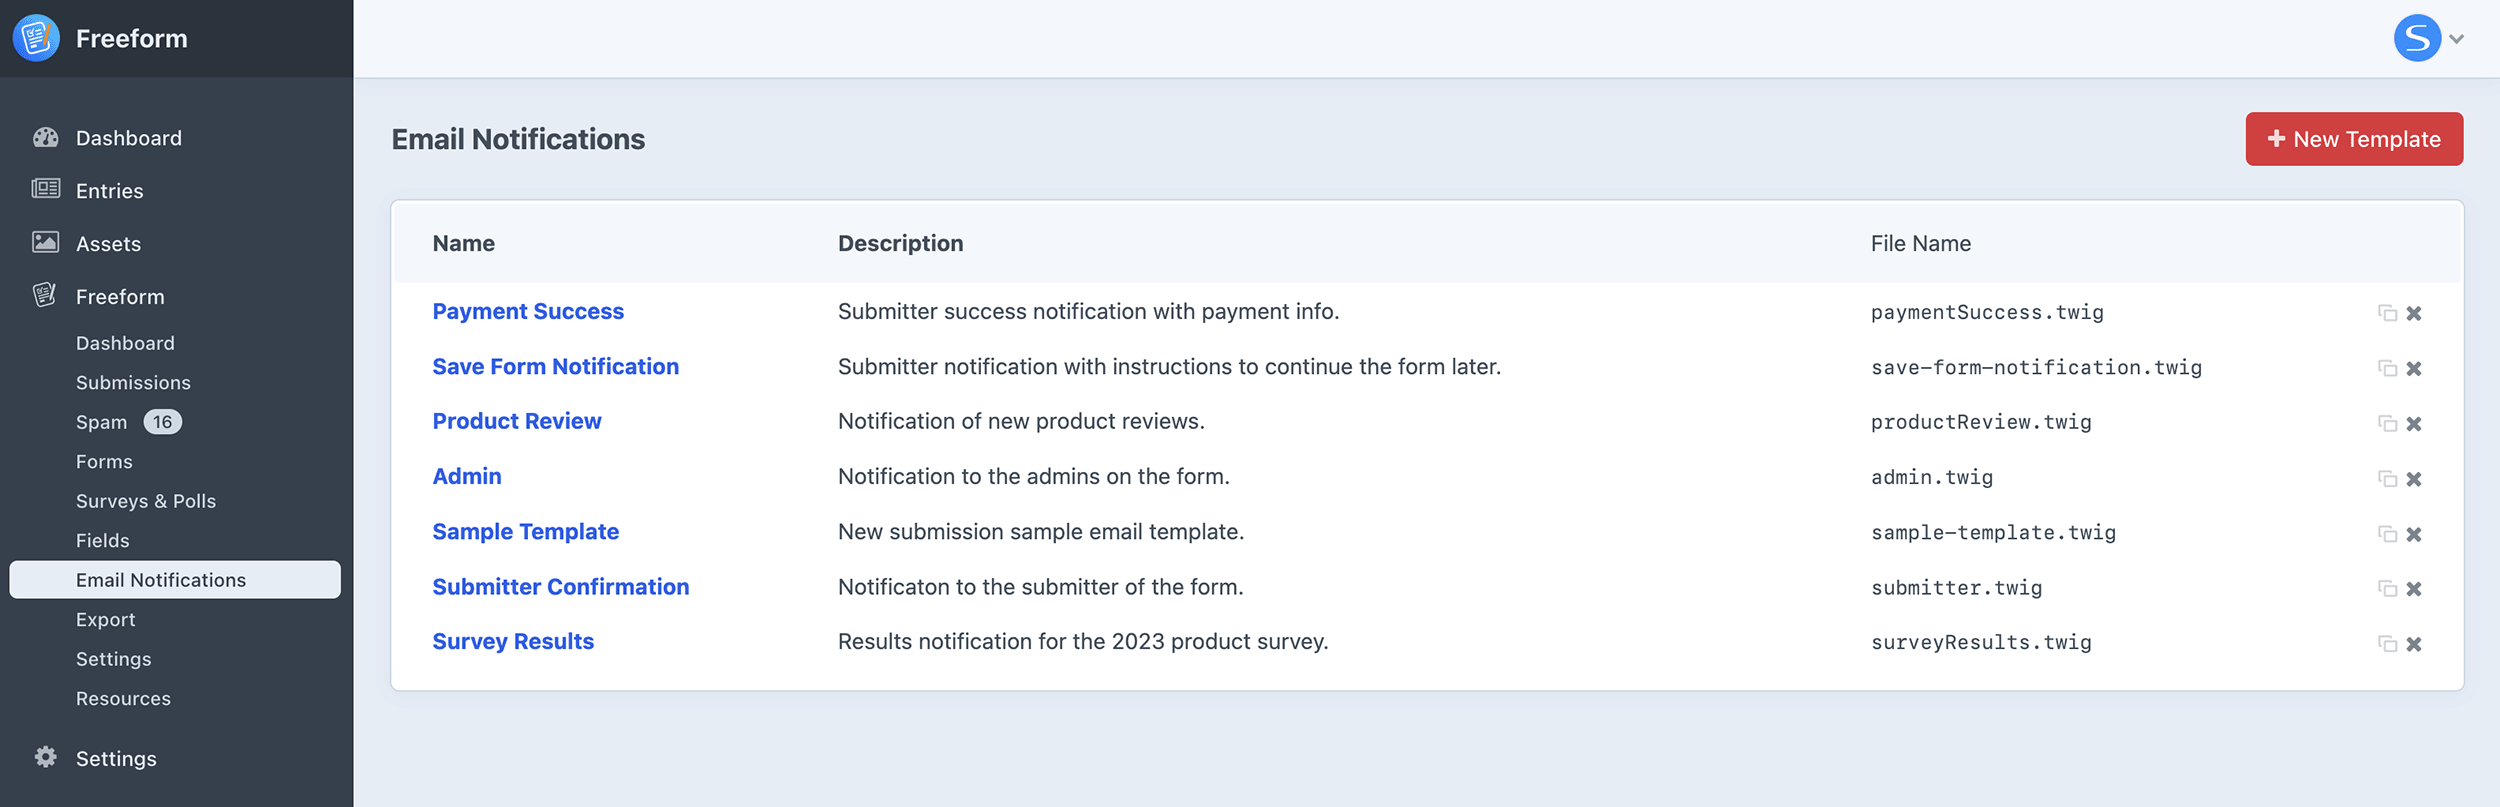 Freeform
S
Dashboard
Entries
Assets
Freeform
Dashboard
Submissions
Spam 16
Forms
Surveys & Polls
Fields
Email Notifications
Export
Settings
Resources
Settings
Email Notifications
+ New Template
Name Description File Name
Payment Success Submitter success notification with payment info. paymentSuccess.twig
Save Form Notification Submitter notification with instructions to continue the form later. save-form-notification.twig
Product Review Notification of new product reviews. productReview.twig
Admin Notification to the admins on the form. admin.twig
Sample Template New submission sample email template. sample-template.twig
Submitter Confirmation Notificaton to the submitter of the form. submitter.twig
Survey Results Results notification for the 2023 product survey. surveyResults.twig